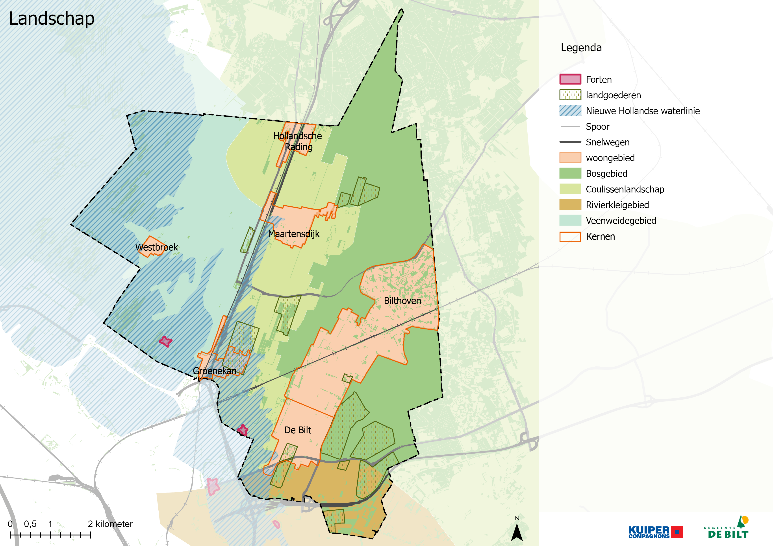 Landschap
Legenda
Forten
landgoederen
Nieuwe Hollandse waterlinie
Spoor
Snelwegen
woongebied
Bosgebied
Coulissenlandschap
Rivierkleigebied
Veenweidegebied
Kernen
Hollandsche
Rading
Maartensdijk
Westbroek
Bilthoven
Groenekan
De Bilt
0 0,5 1 2 kilometer
N
KUIPER
COMPAGNONS
GEMEENTE
DE BILT